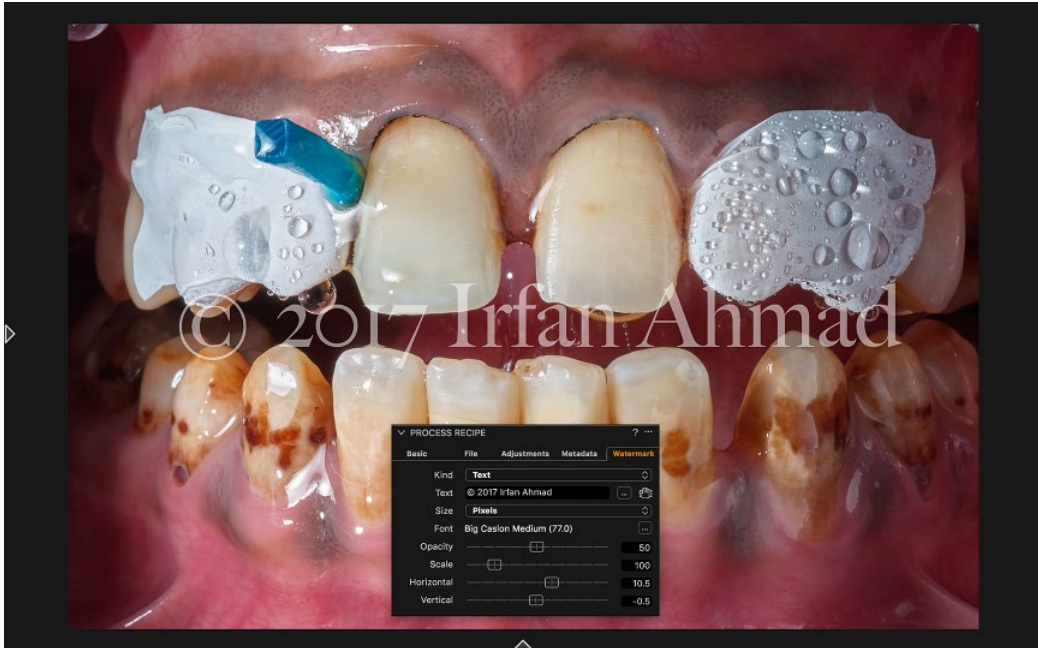 © 2017 Irfan Ahmad
PROCESS RECIPE ? ...
Basic File Adjustments Metadata Watermark
Kind Text
Text © 2017 Irfan Ahmad ...
Size Pixels
Font Big Caslon Medium (77.0) ...
Opacity 50
Scale 100
Horizontal 10.5
Vertical -0.5